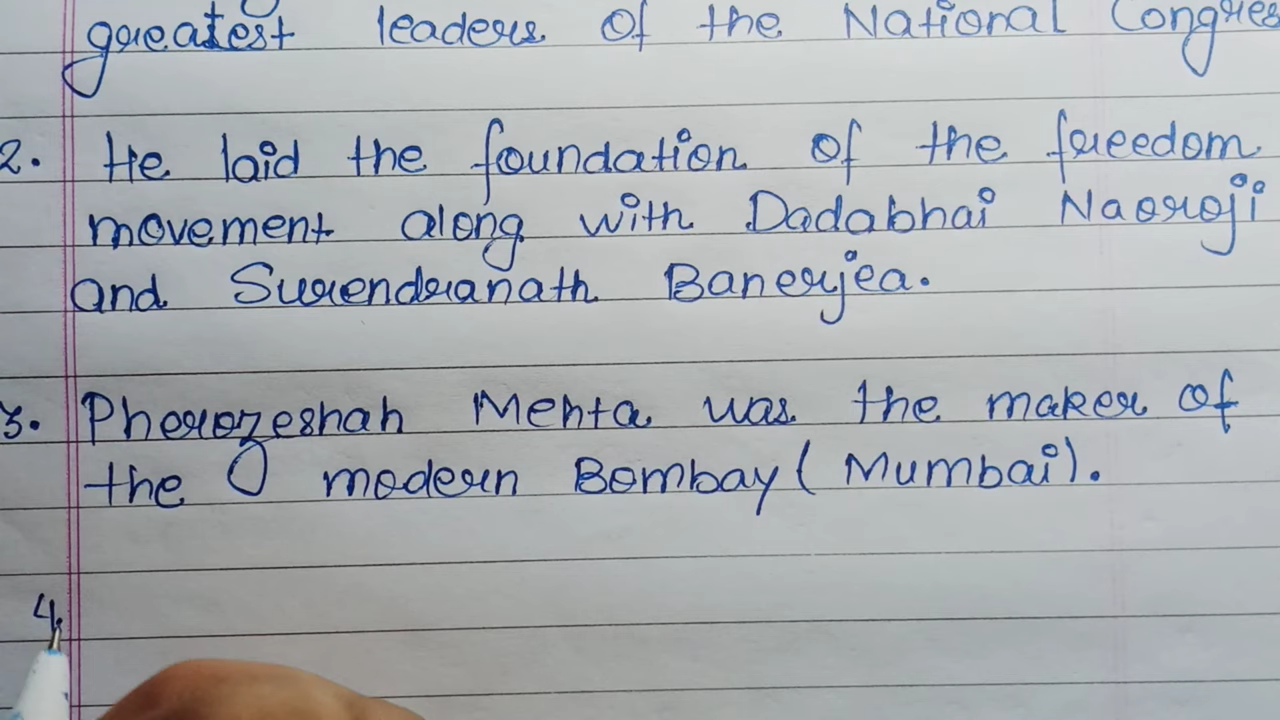 greatest leaders of the National Congres
2. He laid the foundation of the freedom
movement along with Dadabhai Naoroji
and Surendranath Banerjea.
3. Pherozeshah Mehta was the maker of
the modern Bombay (Mumbai).
4.